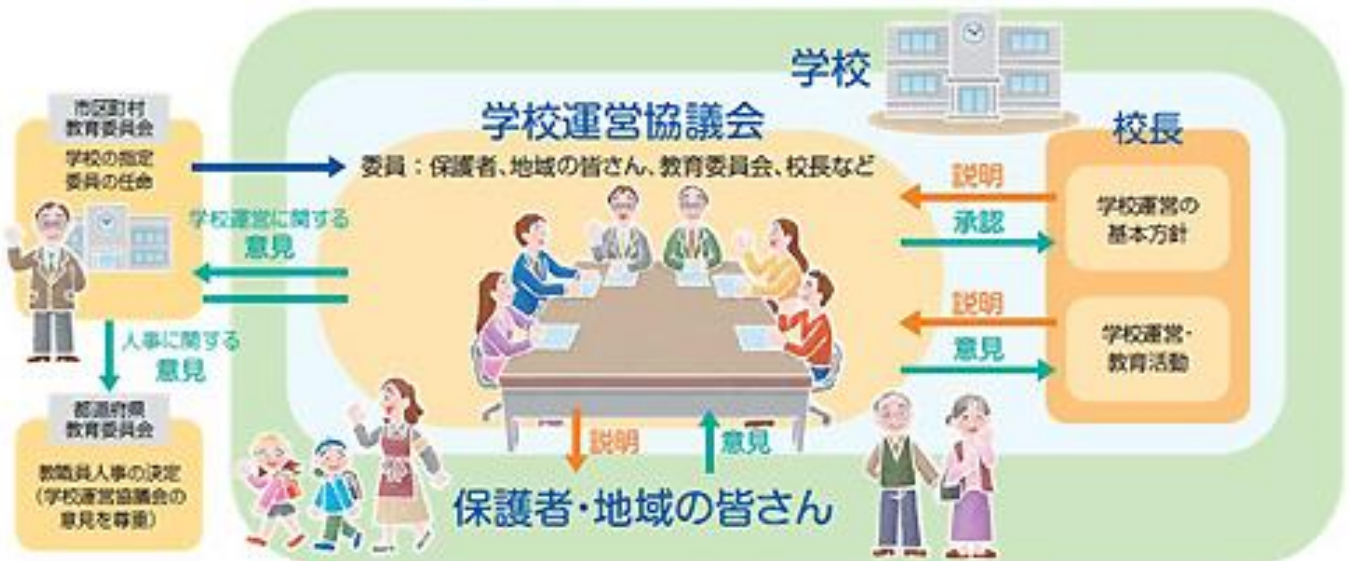 学校
市区町村
教育委員会
学校の指定
委員の任命
学校運営協議会
委員：保護者、地域の皆さん、教育委員会、校長など
校長
説明
承認
学校運営の
基本方針
学校運営に関する
意見
説明
意見
学校運営・
教育活動
人事に関する
意見
都道府県
教育委員会
教職員人事の決定
（学校運営協議会の
意見を尊重）
説明
意見
保護者・地域の皆さん